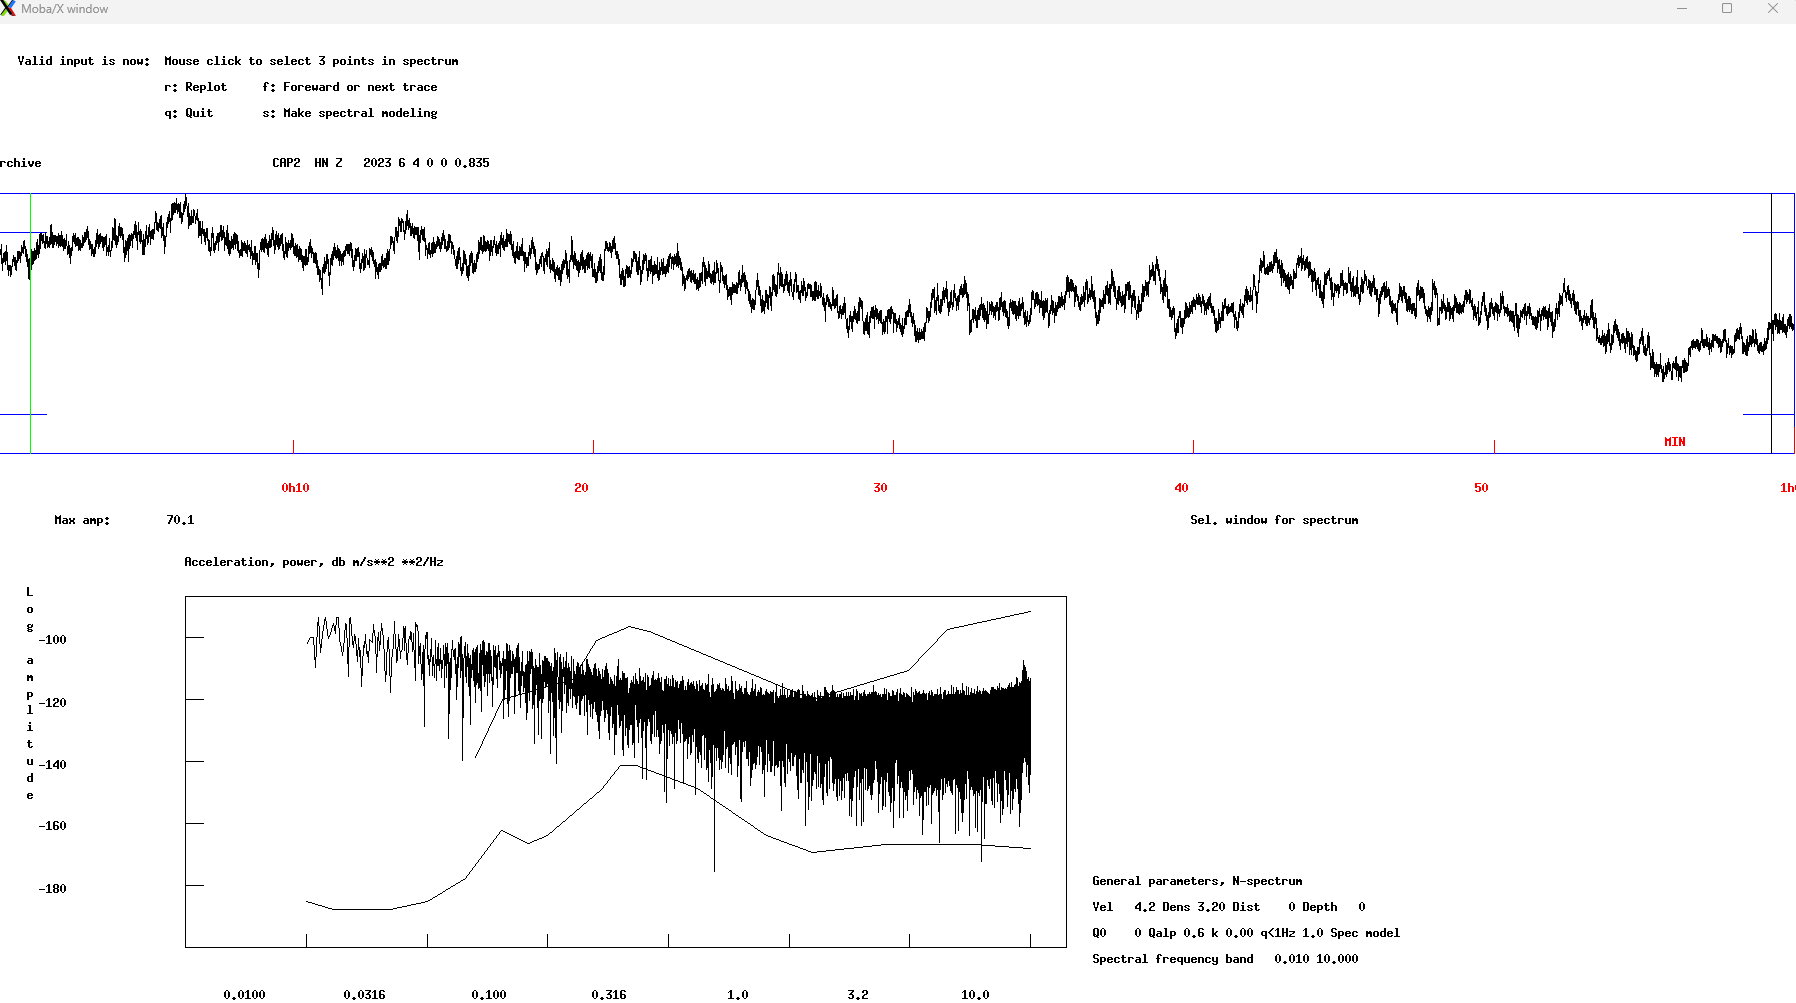 Moba/X window
Valid input is now: Mouse click to select 3 points in spectrum
r: Replot f: Foreward or next trace
q: Quit s: Make spectral modeling
rchive CAP2 HN Z 2023 6 4 0 0 0.835
MIN
0h10 20 30 40 50 1h
Max amp: 70.1 Sel. window for spectrum
Acceleration, power, db m/s**2 **2/Hz
Log amplitude
-100
-120
-140
-160
-180
General parameters, N-spectrum
Vel 4.2 Dens 3.20 Dist 0 Depth 0
Q0 0 Qalp 0.6 k 0.00 q<1Hz 1.0 Spec model
Spectral frequency band 0.010 10.000
0.0100 0.0316 0.100 0.316 1.0 3.2 10.0